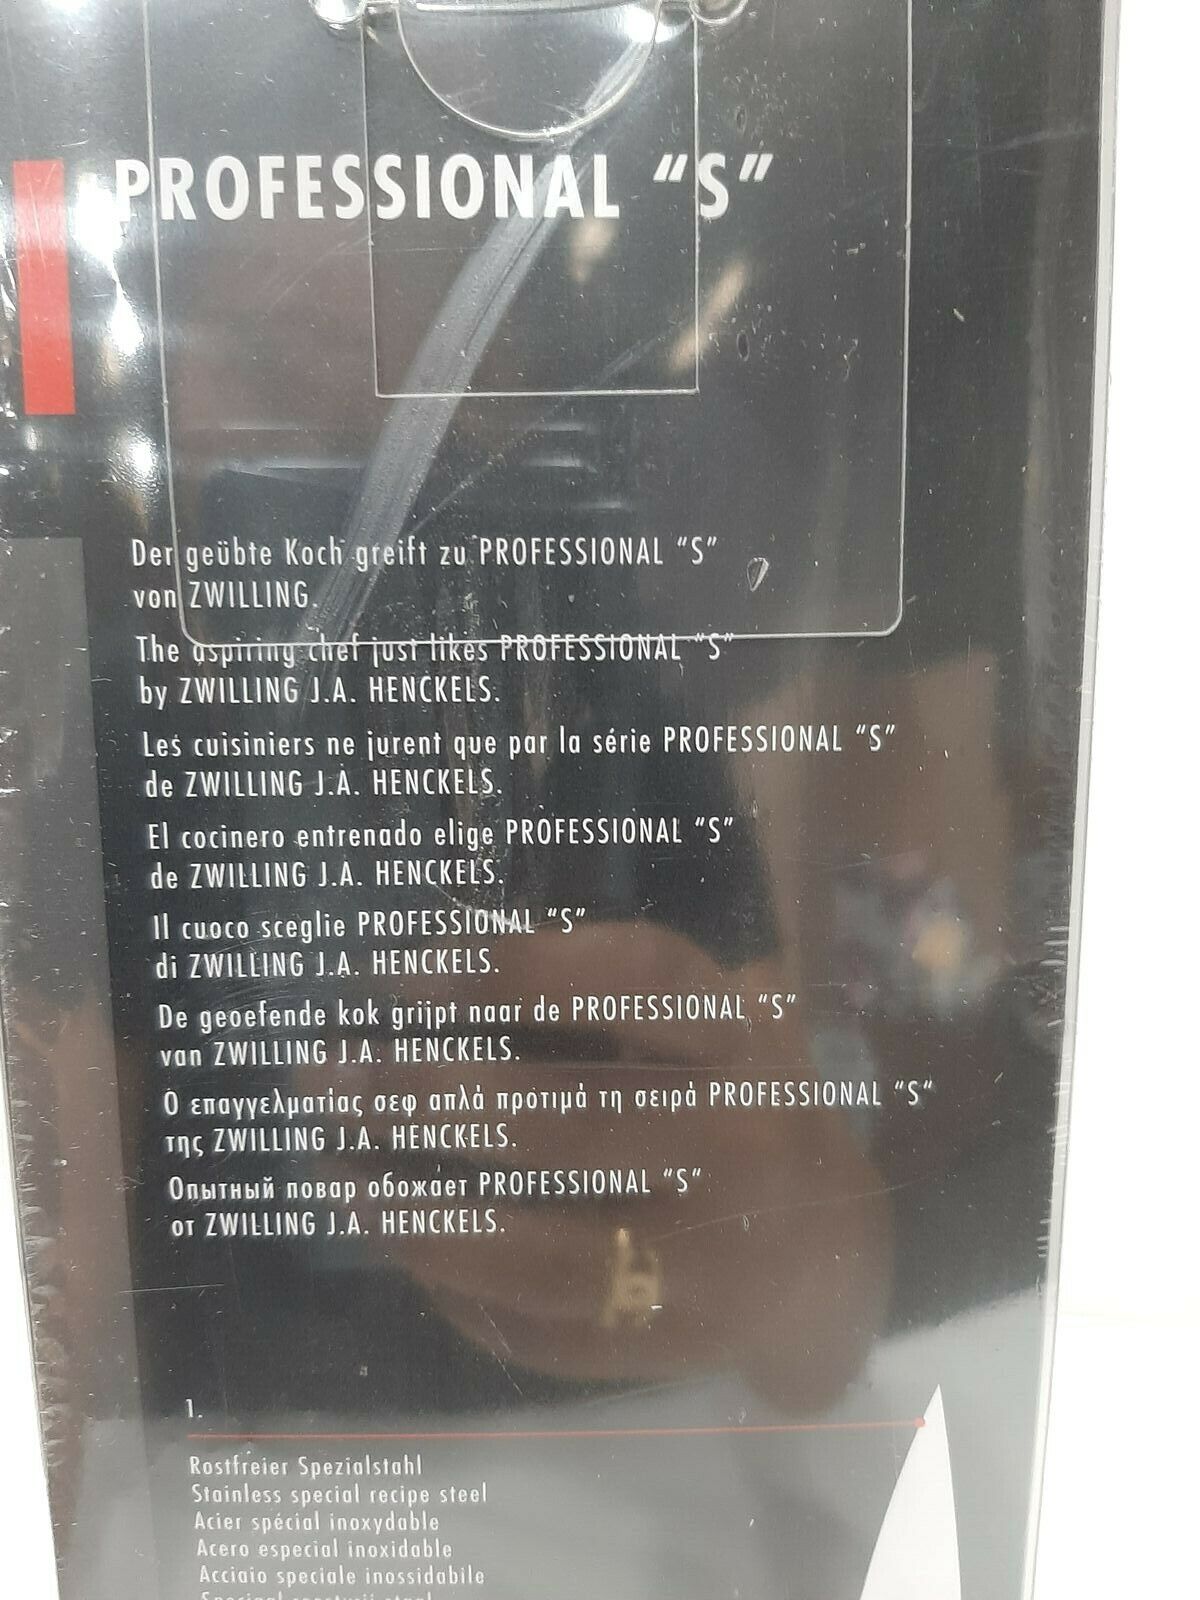 PROFESSIONAL “S”
Der geübte Koch greift zu PROFESSIONAL “S”
von ZWILLING.
The aspiring chef just likes PROFESSIONAL “S”
by ZWILLING J.A. HENCKELS.
Les cuisiniers ne jurent que par la série PROFESSIONAL “S”
de ZWILLING J.A. HENCKELS.
El cocinero entrenado elige PROFESSIONAL “S”
de ZWILLING J.A. HENCKELS.
Il cuoco sceglie PROFESSIONAL “S”
di ZWILLING J.A. HENCKELS.
De geoefende kok grijpt naar de PROFESSIONAL “S”
van ZWILLING J.A. HENCKELS.
Ο επαγγελματίας σεφ απλά προτιμά τη σειρά PROFESSIONAL “S“
της ZWILLING J.A. HENCKELS.
Опытный повар обожает PROFESSIONAL “S“
от ZWILLING J.A. HENCKELS.
1.
Rostfreier Spezialstahl
Stainless special recipe steel
Acier spécial inoxydable
Acero especial inoxidable
Acciaio speciale inossidabile